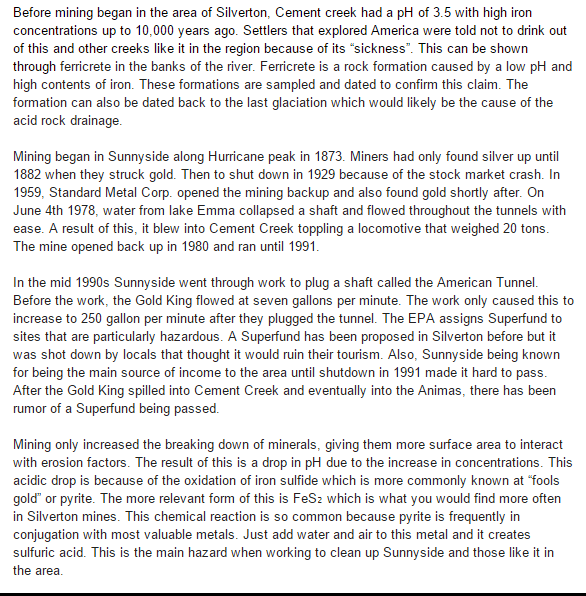 Before mining began in the area of Silverton, Cement creek had a pH of 3.5 with high iron
concentrations up to 10,000 years ago. Settlers that explored America were told not to drink out
of this and other creeks like it in the region because of its “sickness”. This can be shown
through ferricrete in the banks of the river. Ferricrete is a rock formation caused by a low pH and
high contents of iron. These formations are sampled and dated to confirm this claim. The
formation can also be dated back to the last glaciation which would likely be the cause of the
acid rock drainage.
Mining began in Sunnyside along Hurricane peak in 1873. Miners had only found silver up until
1882 when they struck gold. Then to shut down in 1929 because of the stock market crash. In
1959, Standard Metal Corp. opened the mining backup and also found gold shortly after. On
June 4th 1978, water from lake Emma collapsed a shaft and flowed throughout the tunnels with
ease. A result of this, it blew into Cement Creek toppling a locomotive that weighed 20 tons.
The mine opened back up in 1980 and ran until 1991.
In the mid 1990s Sunnyside went through work to plug a shaft called the American Tunnel.
Before the work, the Gold King flowed at seven gallons per minute. The work only caused this to
increase to 250 gallon per minute after they plugged the tunnel. The EPA assigns Superfund to
sites that are particularly hazardous. A Superfund has been proposed in Silverton before but it
was shot down by locals that thought it would ruin their tourism. Also, Sunnyside being known
for being the main source of income to the area until shutdown in 1991 made it hard to pass.
After the Gold King spilled into Cement Creek and eventually into the Animas, there has been
rumor of a Superfund being passed.
Mining only increased the breaking down of minerals, giving them more surface area to interact
with erosion factors. The result of this is a drop in pH due to the increase in concentrations. This
acidic drop is because of the oxidation of iron sulfide which is more commonly known at “fools
gold” or pyrite. The more relevant form of this is FeS₂ which is what you would find more often
in Silverton mines. This chemical reaction is so common because pyrite is frequently in
conjugation with most valuable metals. Just add water and air to this metal and it creates
sulfuric acid. This is the main hazard when working to clean up Sunnyside and those like it in
the area.